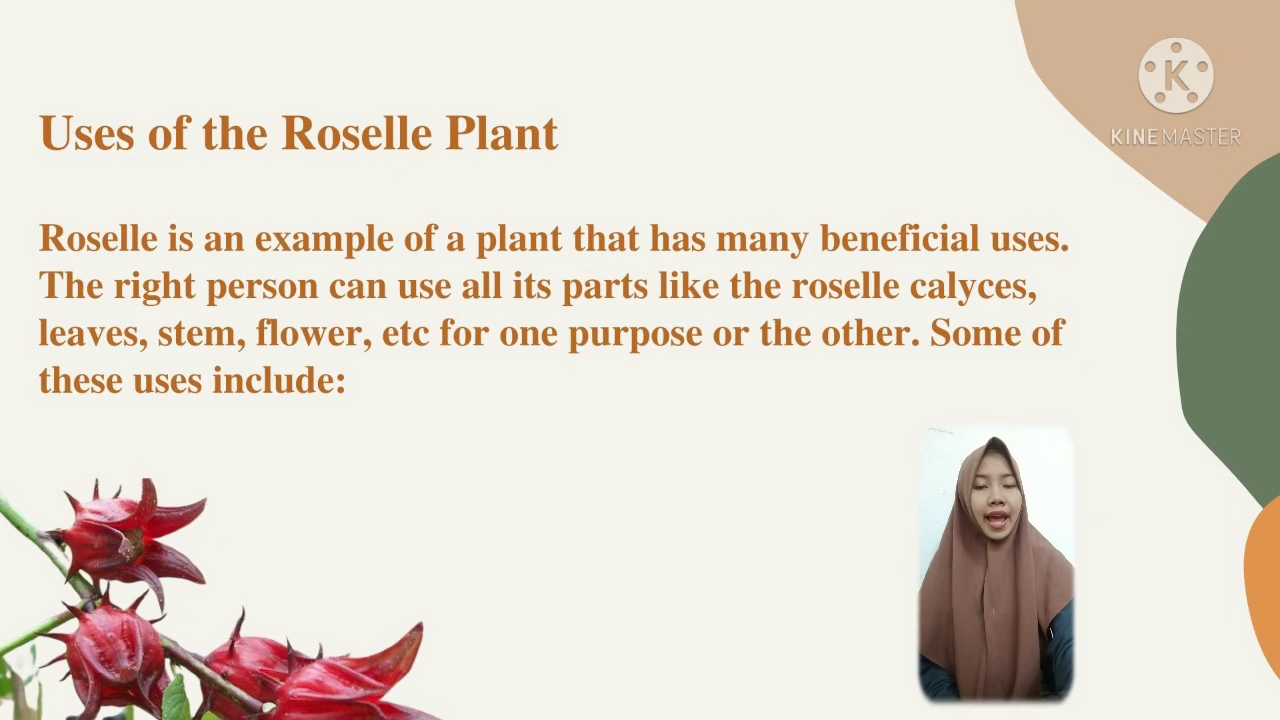 Uses of the Roselle Plant
Roselle is an example of a plant that has many beneficial uses.
The right person can use all its parts like the roselle calyces,
leaves, stem, flower, etc for one purpose or the other. Some of
these uses include:
K
KINEMASTER